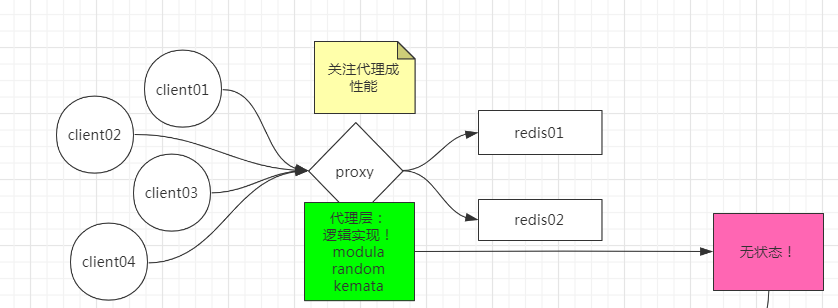 关注代理成
性能
client01
client02
client03
client04
proxy
redis01
redis02
代理层：
逻辑实现！
modula
random
kemata
无状态！